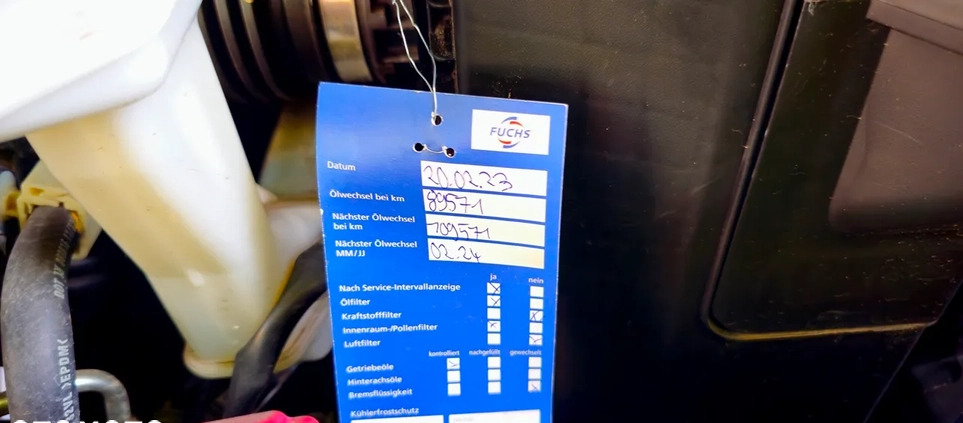 FUCHS
Datum 20.02.23
Ölwechsel bei km 89571
Nächster Ölwechsel
bei km 109571
Nächster Ölwechsel
MM/JJ 02.24
ja nein
Nach Service-Intervallanzeige
Ölfilter
Kraftstofffilter
Innenraum-/Pollenfilter
Luftfilter
kontrolliert nachgefüllt gewechselt
Getriebeöle
Hinterachsöle
Bremsflüssigkeit
Kühlerfrostschutz